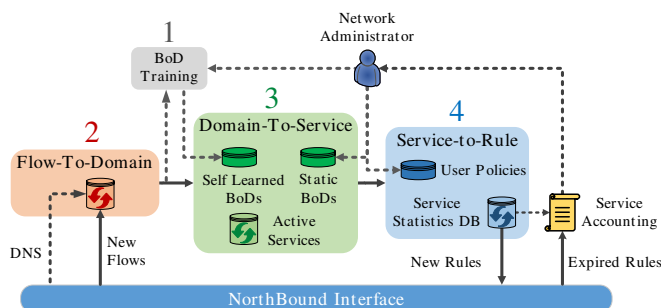 1
BoD
Training
Network
Administrator
2
Flow-To-Domain
3
Domain-To-Service
Self Learned
BoDs
Static
BoDs
Active
Services
4
Service-to-Rule
User Policies
Service
Statistics DB
Service
Accounting
DNS
New
Flows
New Rules
Expired Rules
NorthBound Interface